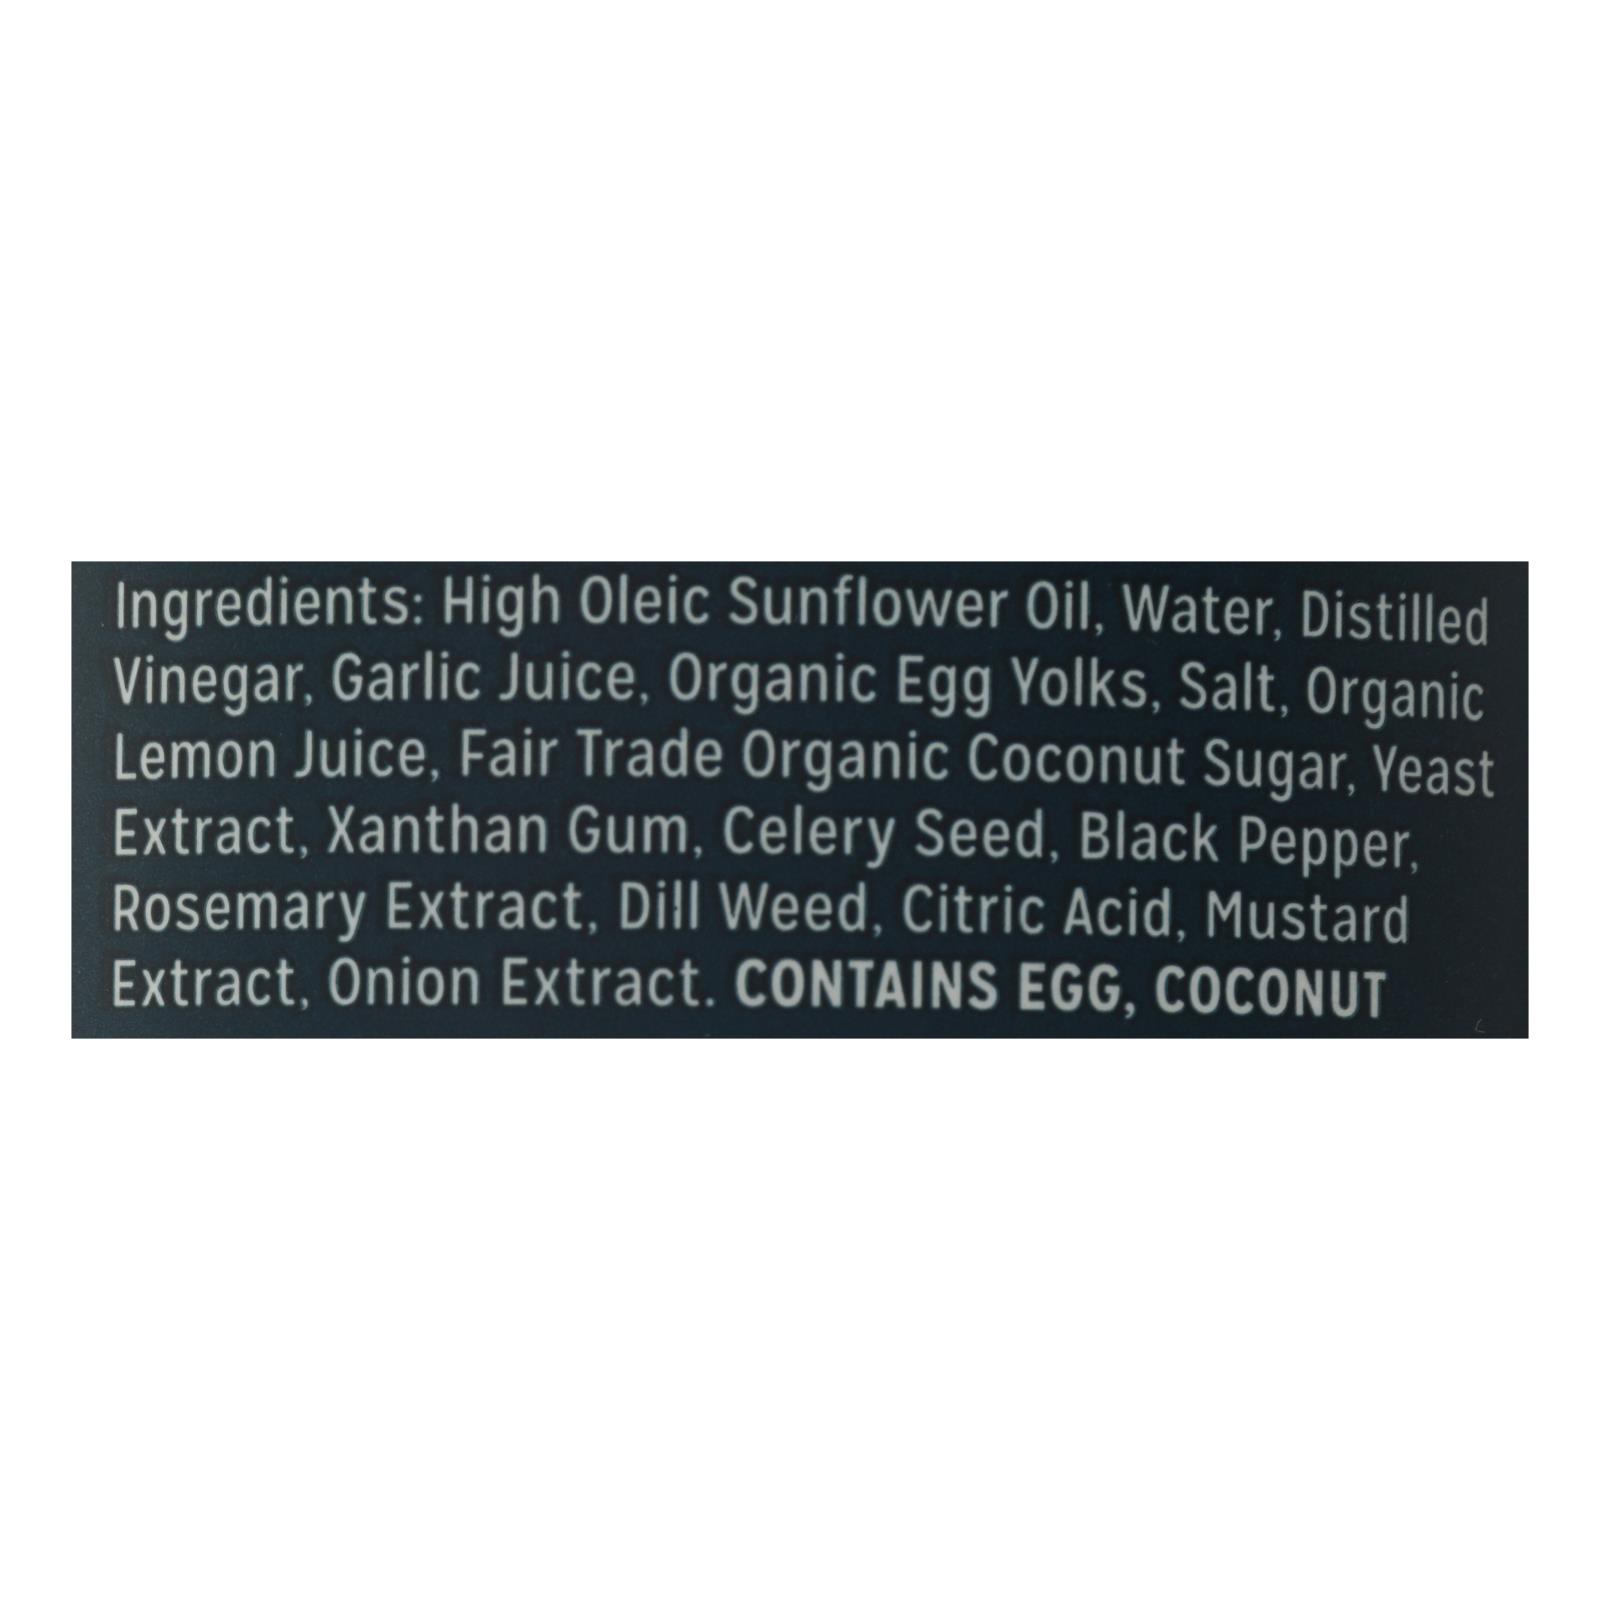 Ingredients: High Oleic Sunflower Oil, Water, Distilled
Vinegar, Garlic Juice, Organic Egg Yolks, Salt, Organic
Lemon Juice, Fair Trade Organic Coconut Sugar, Yeast
Extract, Xanthan Gum, Celery Seed, Black Pepper,
Rosemary Extract, Dill Weed, Citric Acid, Mustard
Extract, Onion Extract. CONTAINS EGG, COCONUT